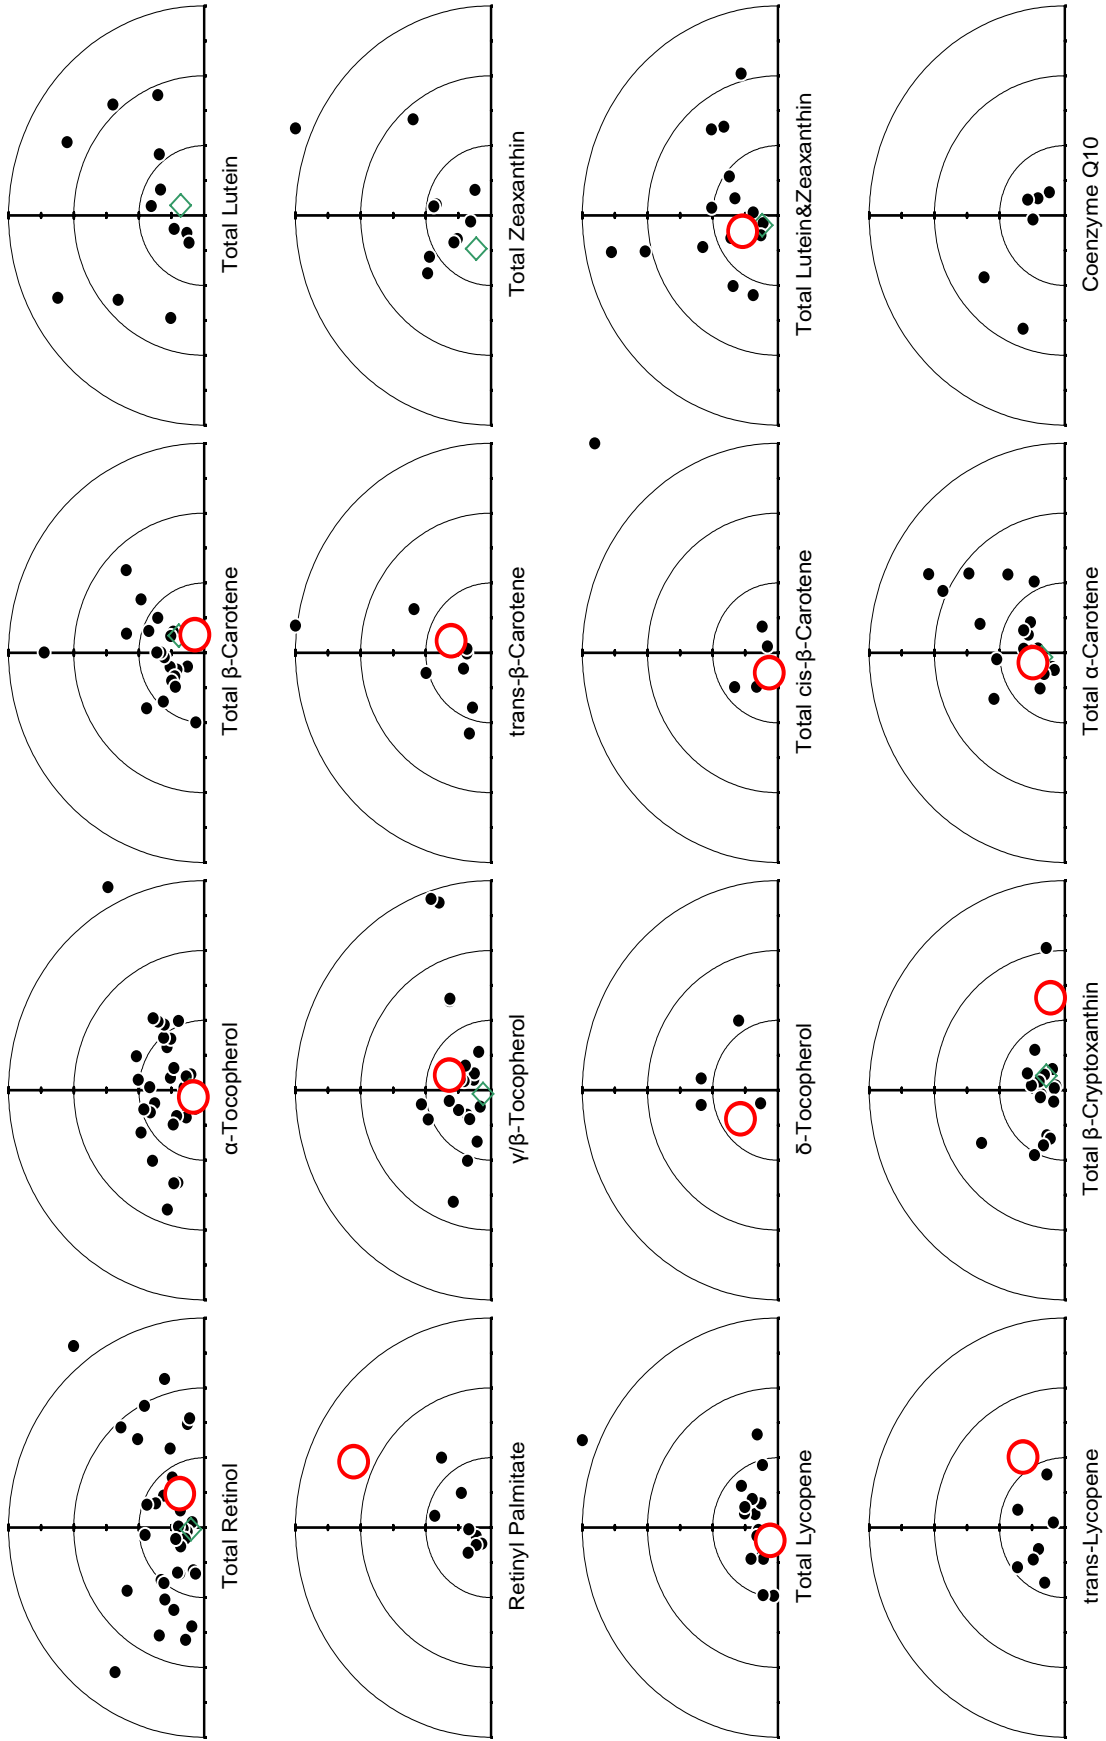 Total Retinol
α-Tocopherol
Total β-Carotene
Total Lutein
Retinyl Palmitate
γ/β-Tocopherol
trans-β-Carotene
Total Zeaxanthin
Total Lycopene
δ-Tocopherol
Total cis-β-Carotene
Total Lutein&Zeaxanthin
trans-Lycopene
Total β-Cryptoxanthin
Total α-Carotene
Coenzyme Q10